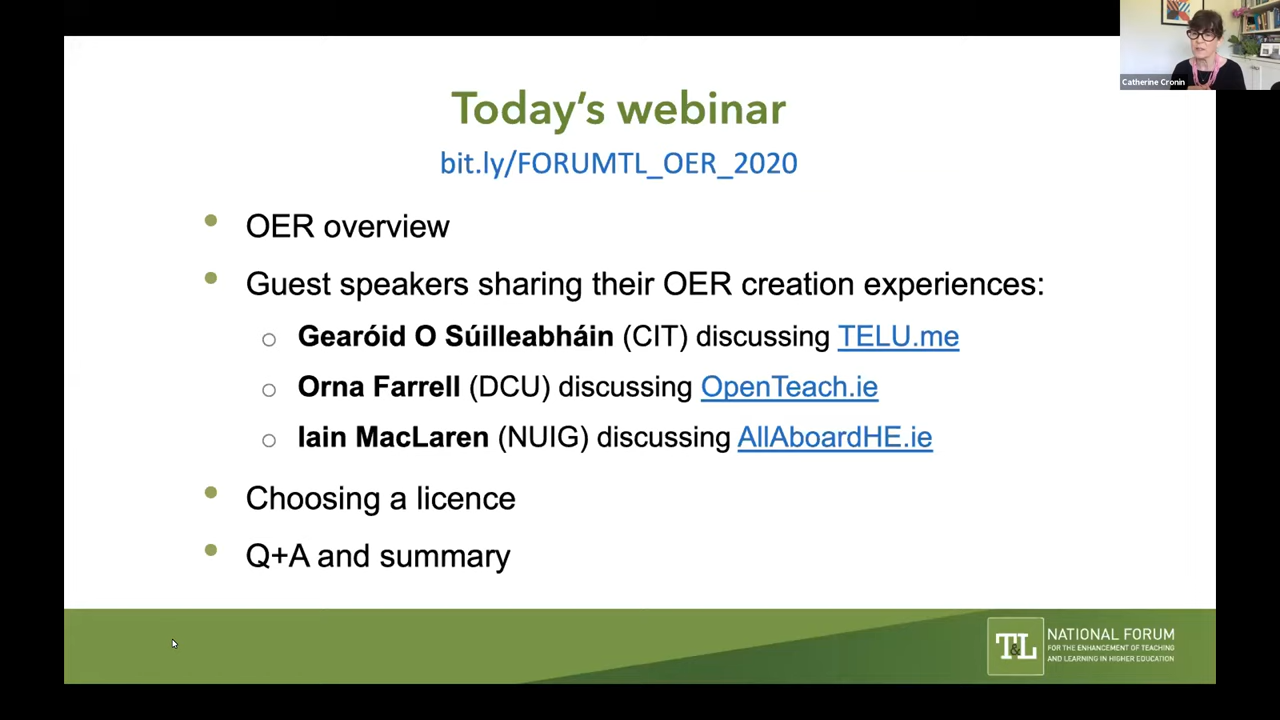 Catherine Cronin
Today's webinar
bit.ly/FORUMTL_OER_2020
OER overview
Guest speakers sharing their OER creation experiences:
Gearóid O Súilleabháin (CIT) discussing TELU.me
Orna Farrell (DCU) discussing OpenTeach.ie
Iain MacLaren (NUIG) discussing AllAboardHE.ie
Choosing a licence
Q+A and summary
T&L
NATIONAL FORUM
FOR THE ENHANCEMENT OF TEACHING
AND LEARNING IN HIGHER EDUCATION